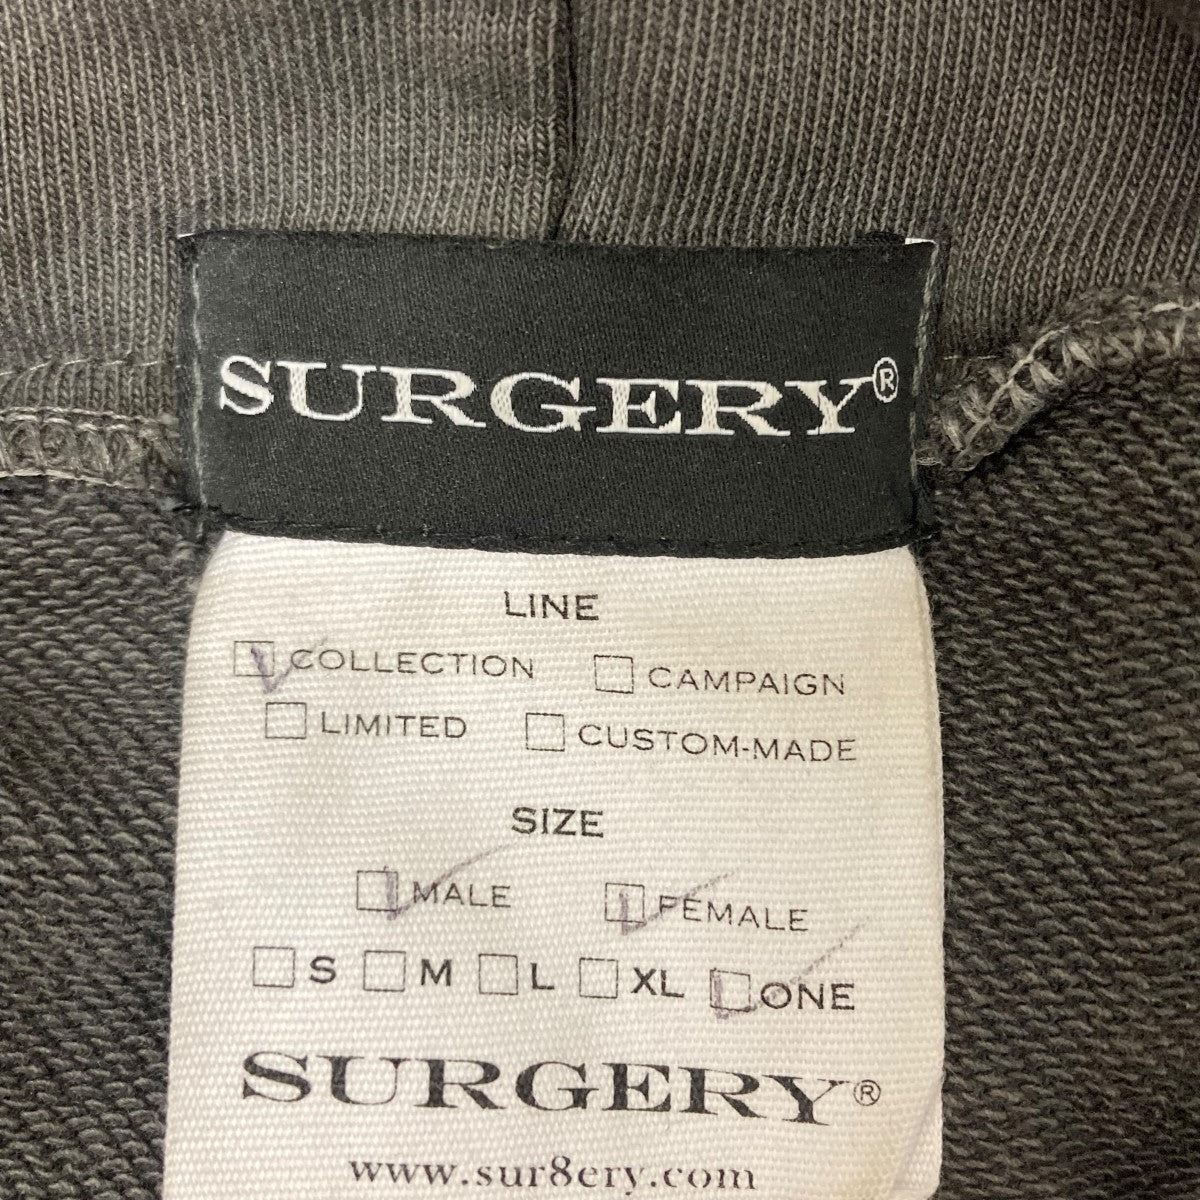 SURGERY®
LINE
COLLECTION CAMPAIGN
LIMITED CUSTOM-MADE
SIZE
MALE FEMALE
S M L XL ONE
SURGERY®
www.sur8ery.com